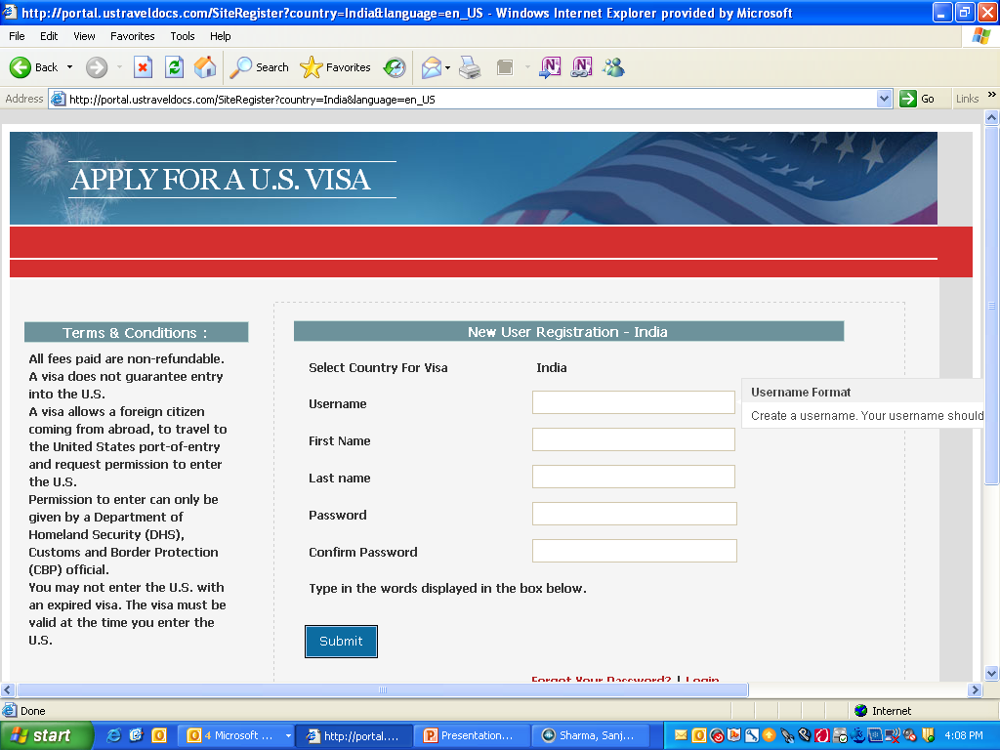 http://portal.ustraveldocs.com/SiteRegister?country=India&language=en_US - Windows Internet Explorer provided by Microsoft
File Edit View Favorites Tools Help
Back Search Favorites
Address http://portal.ustraveldocs.com/SiteRegister?country=India&language=en_US Go Links »
APPLY FOR A U.S. VISA
Terms & Conditions :
All fees paid are non-refundable.
A visa does not guarantee entry
into the U.S.
A visa allows a foreign citizen
coming from abroad, to travel to
the United States port-of-entry
and request permission to enter
the U.S.
Permission to enter can only be
given by a Department of
Homeland Security (DHS),
Customs and Border Protection
(CBP) official.
You may not enter the U.S. with
an expired visa. The visa must be
valid at the time you enter the
U.S.
New User Registration - India
Select Country For Visa India
Username
Username Format
Create a username. Your username should
First Name
Last name
Password
Confirm Password
Type in the words displayed in the box below.
Submit
Forgot Your Password? | Login
Done Internet
start 4 Microsoft ... http://portal.... Presentation... Sharma, Sanj... 4:08 PM